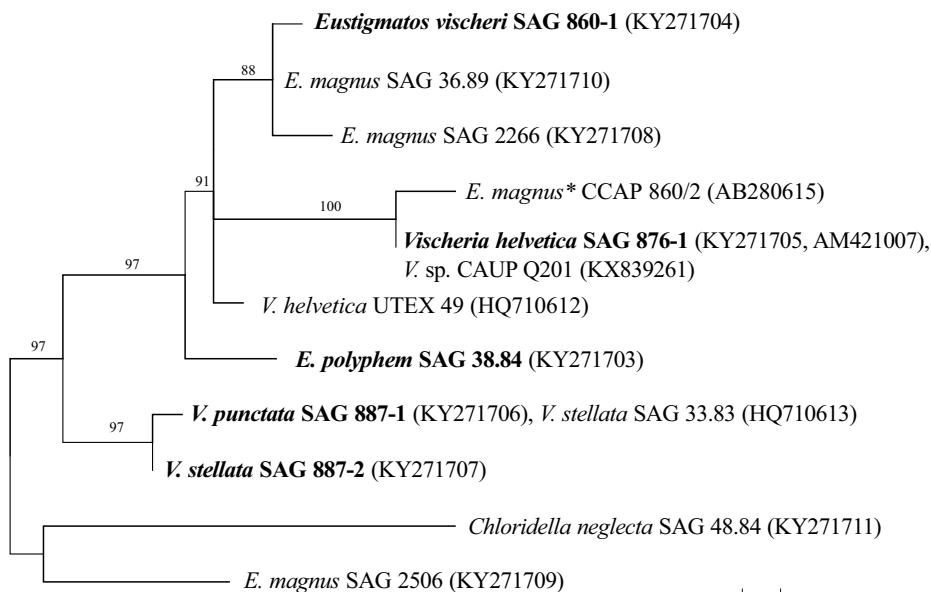 Eustigmatos vischeri SAG 860-1 (KY271704)
88
E. magnus SAG 36.89 (KY271710)
E. magnus SAG 2266 (KY271708)
91
E. magnus* CCAP 860/2 (AB280615)
100
Vischeria helvetica SAG 876-1 (KY271705, AM421007),
V. sp. CAUP Q201 (KX839261)
97
V. helvetica UTEX 49 (HQ710612)
97
E. polyphem SAG 38.84 (KY271703)
V. punctata SAG 887-1 (KY271706), V. stellata SAG 33.83 (HQ710613)
97
V. stellata SAG 887-2 (KY271707)
Chloridella neglecta SAG 48.84 (KY271711)
E. magnus SAG 2506 (KY271709)